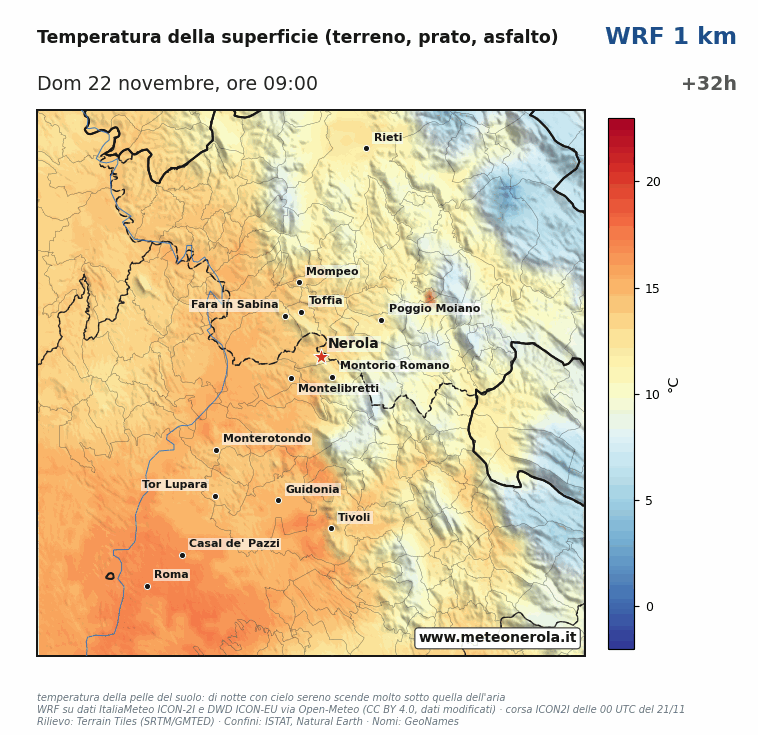 Temperatura della superficie (terreno, prato, asfalto)
WRF 1 km
Dom 22 novembre, ore 09:00
+32h
Rieti
20
Mompeo
Toffia
Fara in Sabina
Poggio Moiano
15
Nerola
Montorio Romano
Montelibretti
10
°C
Monterotondo
Tor Lupara
Guidonia
5
Tivoli
Casal de' Pazzi
Roma
0
www.meteonerola.it
temperatura della pelle del suolo: di notte con cielo sereno scende molto sotto quella dell'aria
WRF su dati ItaliaMeteo ICON-2I e DWD ICON-EU via Open-Meteo (CC BY 4.0, dati modificati) · corsa ICON2I delle 00 UTC del 21/11
Rilievo: Terrain Tiles (SRTM/GMTED) · Confini: ISTAT, Natural Earth · Nomi: GeoNames